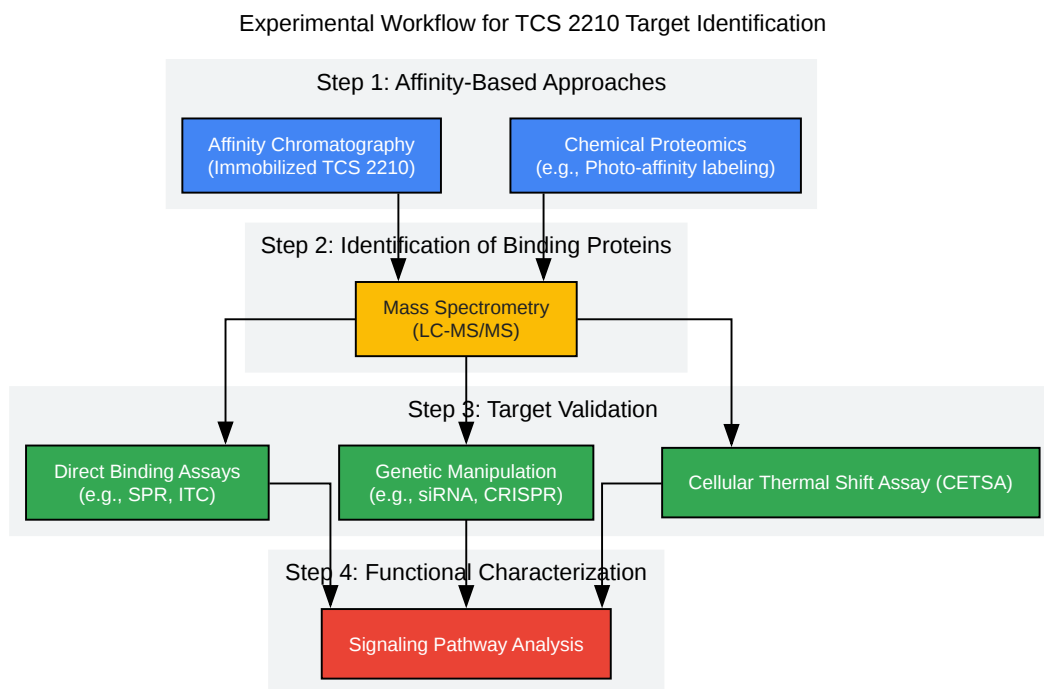 Experimental Workflow for TCS 2210 Target Identification
Step 1: Affinity-Based Approaches
Affinity Chromatography
(Immobilized TCS 2210)
Chemical Proteomics
(e.g., Photo-affinity labeling)
Step 2: Identification of Binding Proteins
Mass Spectrometry
(LC-MS/MS)
Step 3: Target Validation
Direct Binding Assays
(e.g., SPR, ITC)
Genetic Manipulation
(e.g., siRNA, CRISPR)
Cellular Thermal Shift Assay (CETSA)
Step 4: Functional Characterization
Signaling Pathway Analysis